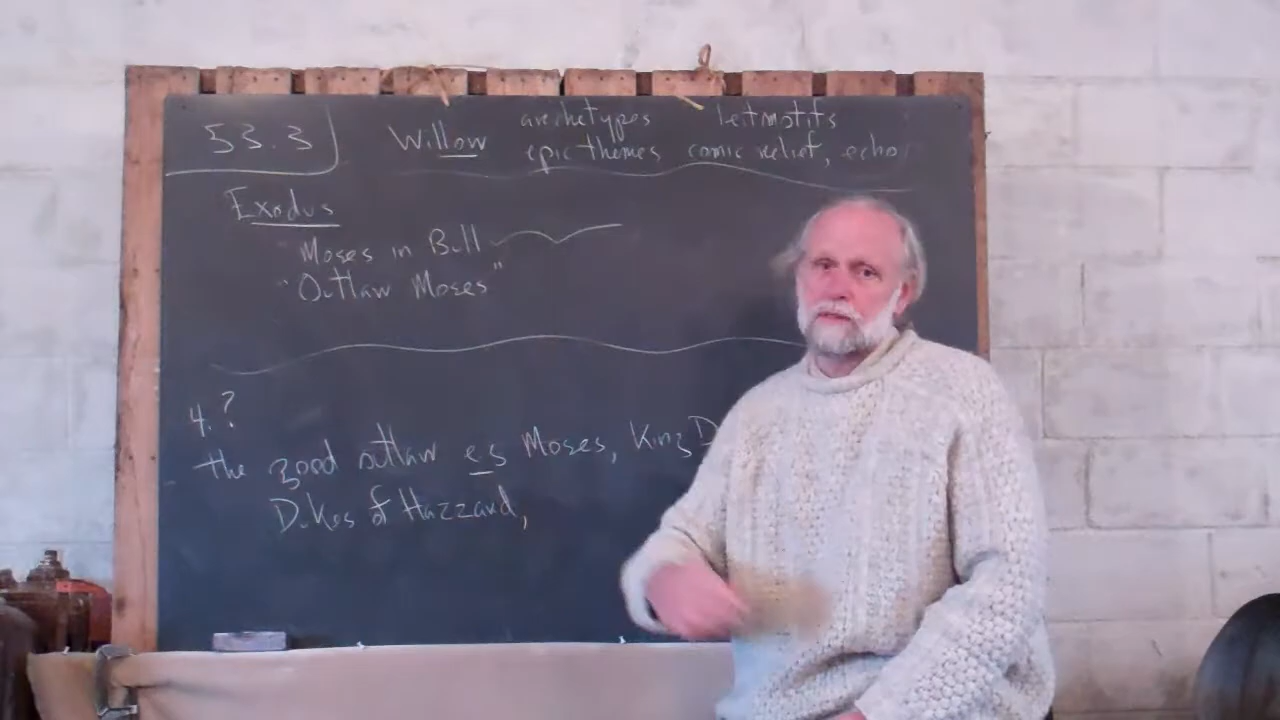 53.3
Willow
archetypes leitmotifs
epic themes comic relief, echo
Exodus
Moses in Bull
"Outlaw Moses"
4. ?
the good outlaw eg Moses, King D
Dukes of Hazzard,